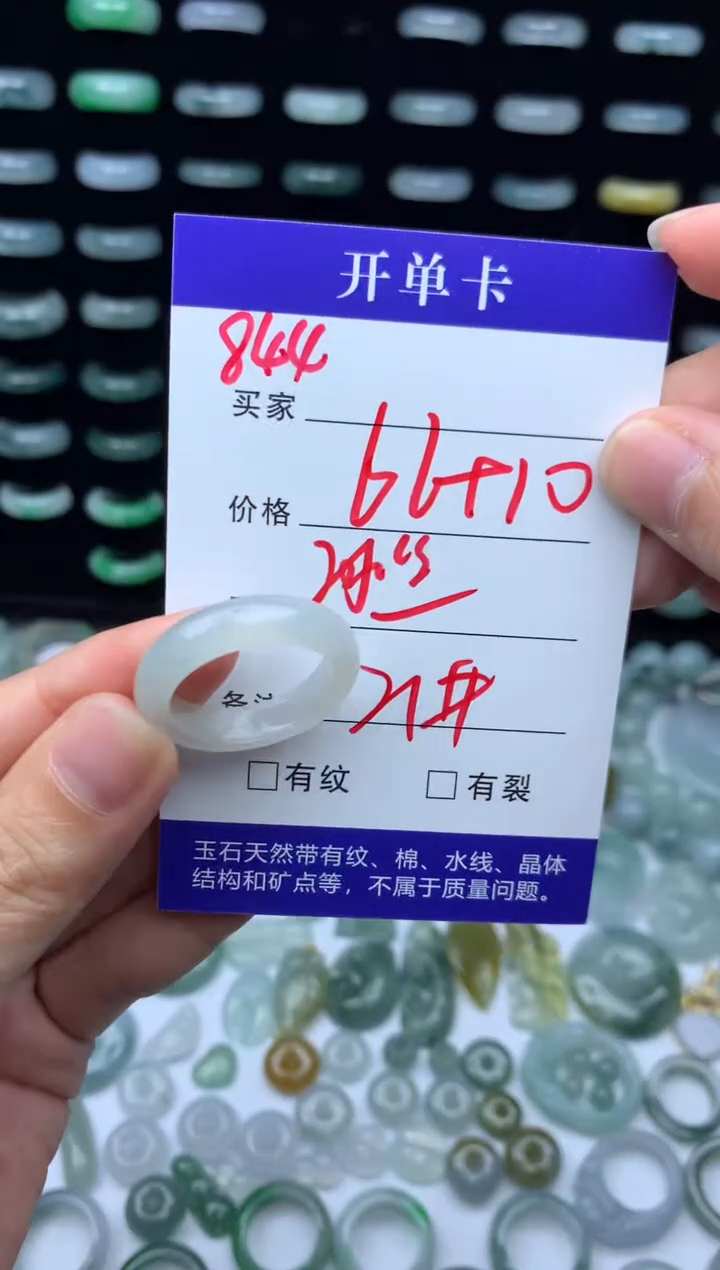 开单卡
844
买家
价格 66+10
备注 21#
有纹 有裂
玉石天然带有纹、棉、水线、晶体
结构和矿点等，不属于质量问题。